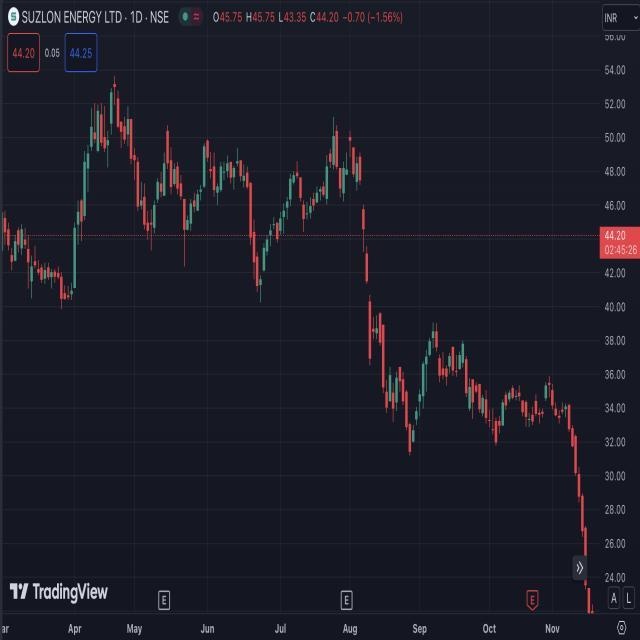 SUZLON ENERGY LTD · 1D · NSE O45.75 H45.75 L43.35 C44.20 −0.70 (−1.56%)
INR
44.20 0.05 44.25
56.00
54.00
52.00
50.00
48.00
46.00
44.20
02:45:26
42.00
40.00
38.00
36.00
34.00
32.00
30.00
28.00
26.00
24.00
TradingView
E E E
A L
ar Apr May Jun Jul Aug Sep Oct Nov